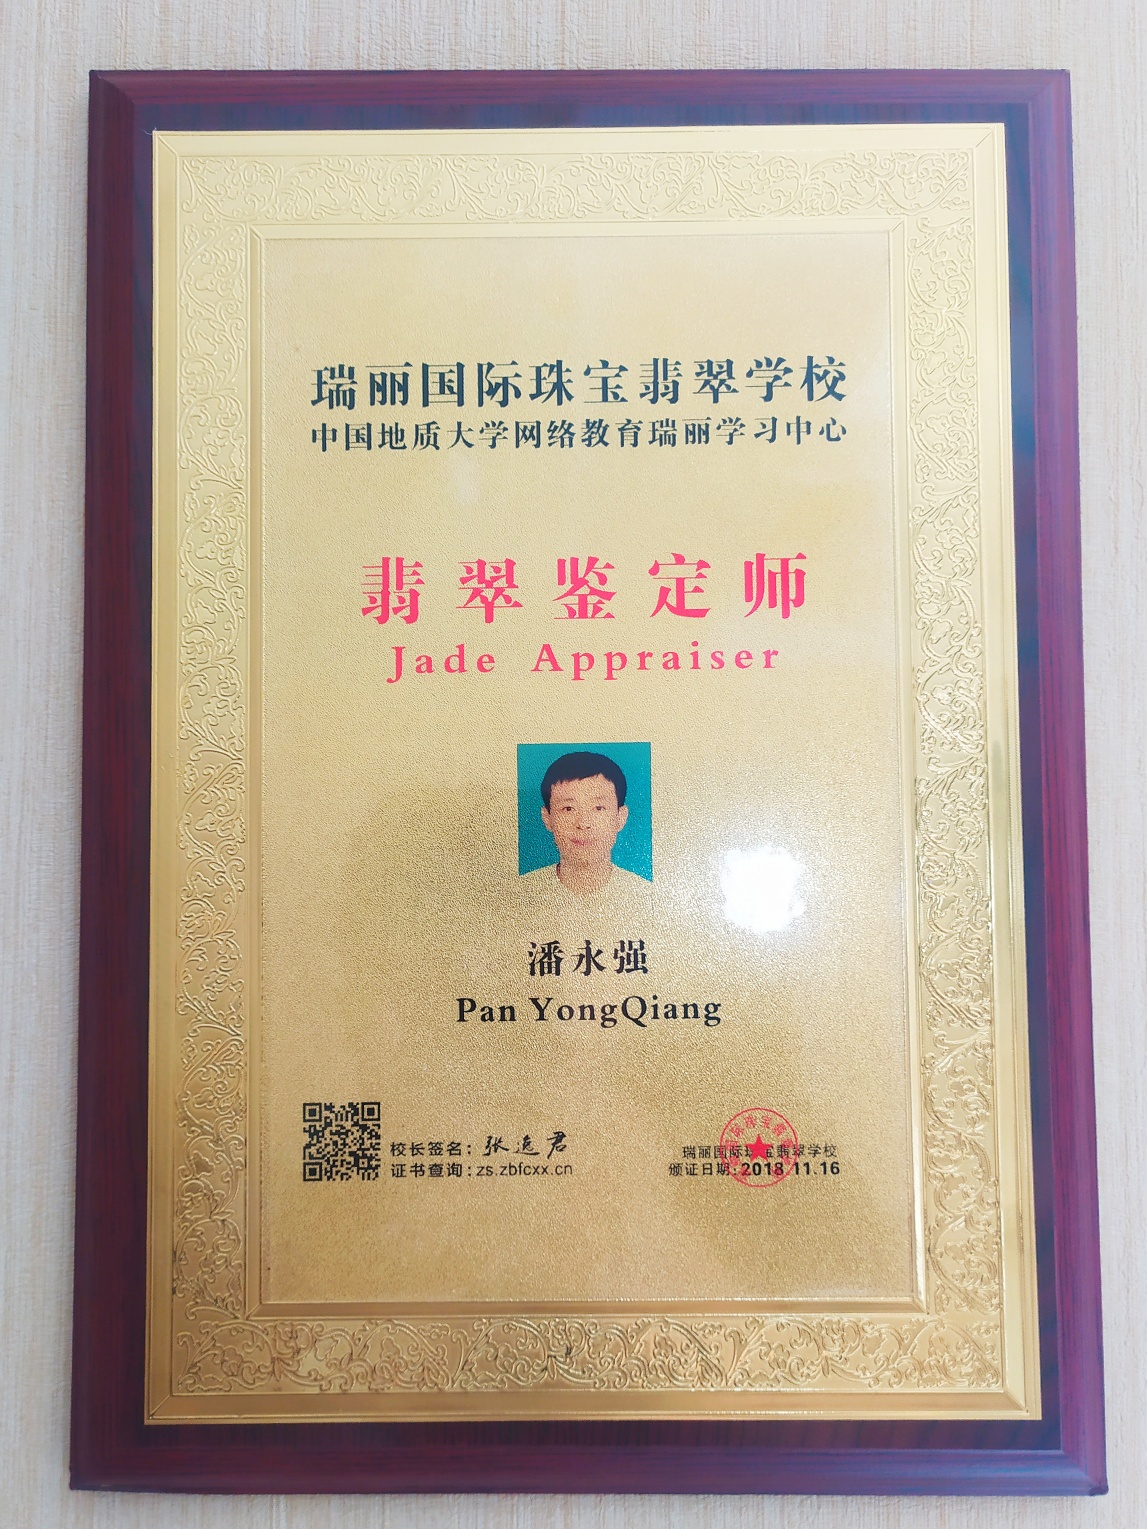 瑞丽国际珠宝翡翠学校
中国地质大学网络教育瑞丽学习中心
翡翠鉴定师
Jade Appraiser
潘永强
Pan YongQiang
校长签名：张逸君
证书查询：zs.zbfcxx.cn
瑞丽国际珠宝翡翠学校
颁证日期：2018.11.16